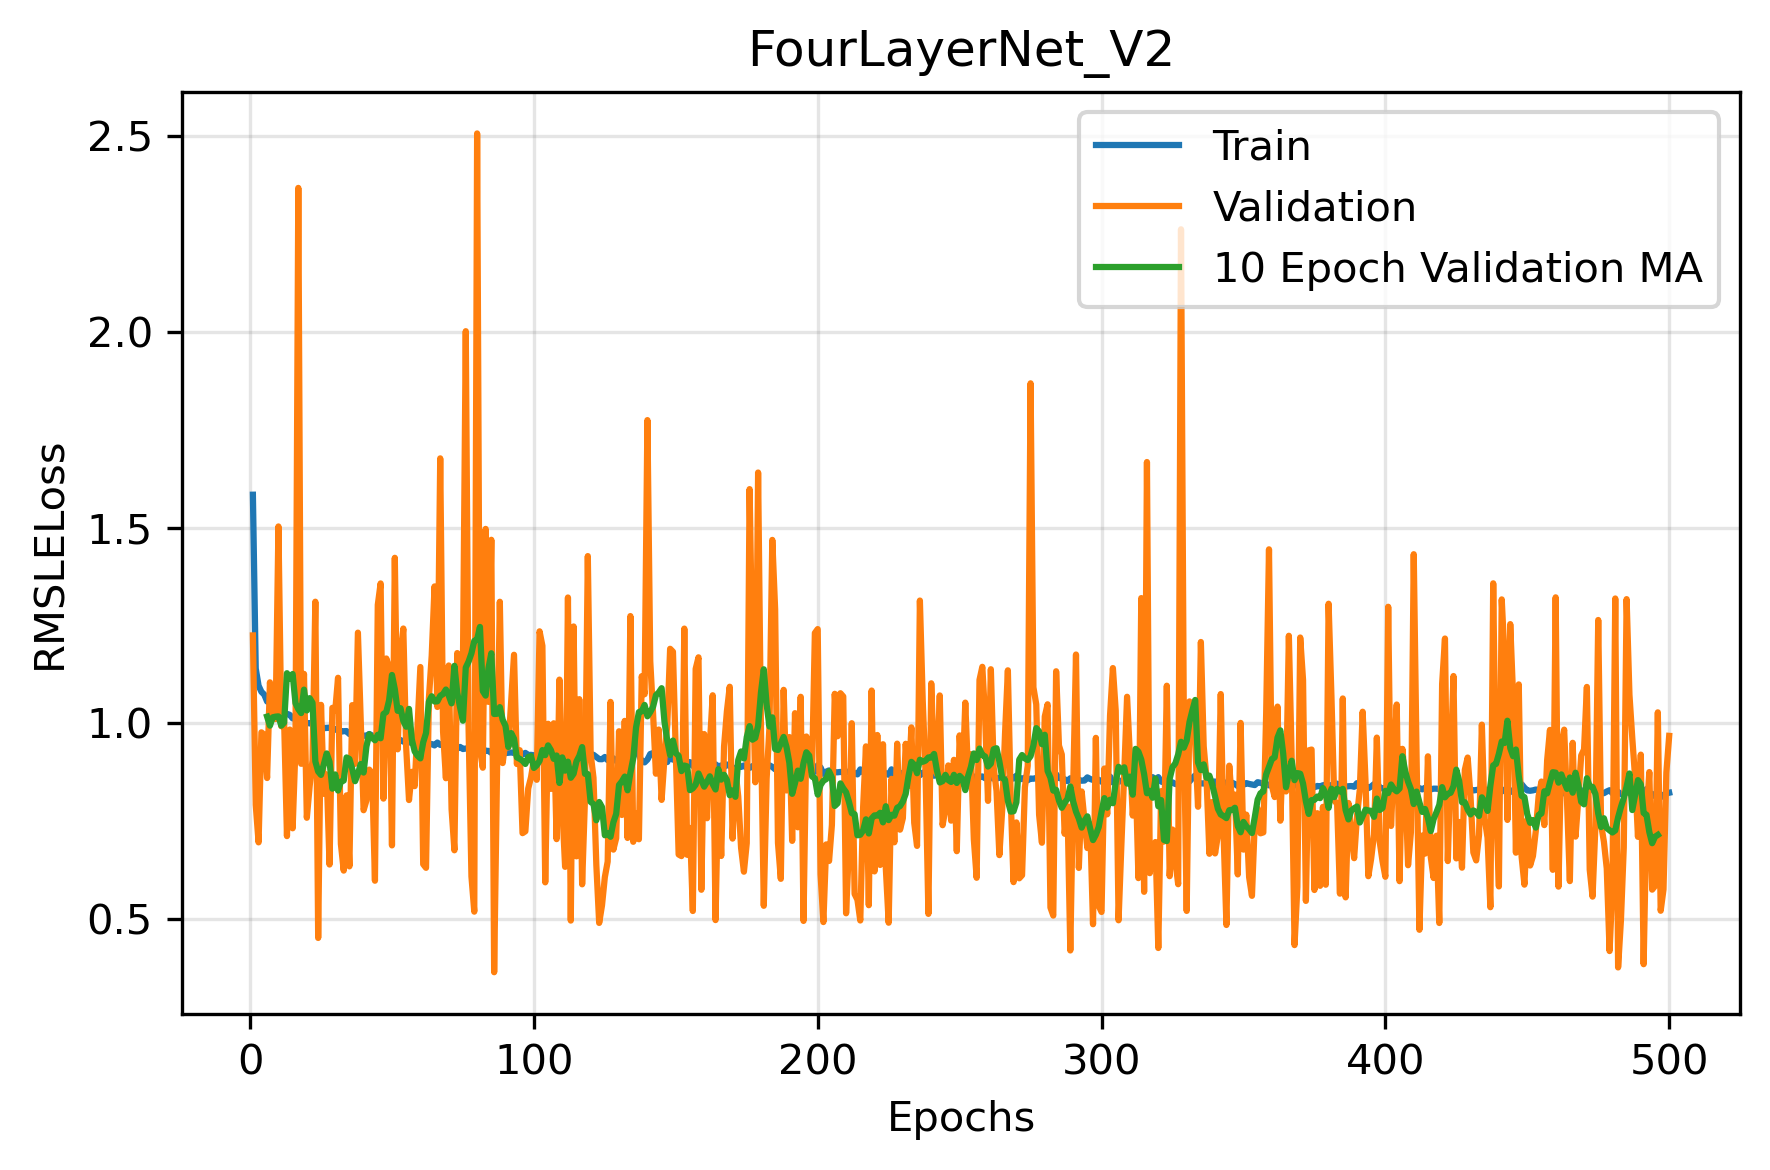 FourLayerNet_V2
2.5
2.0
1.5
1.0
0.5
RMSLELoss
Train
Validation
10 Epoch Validation MA
0 100 200 300 400 500
Epochs